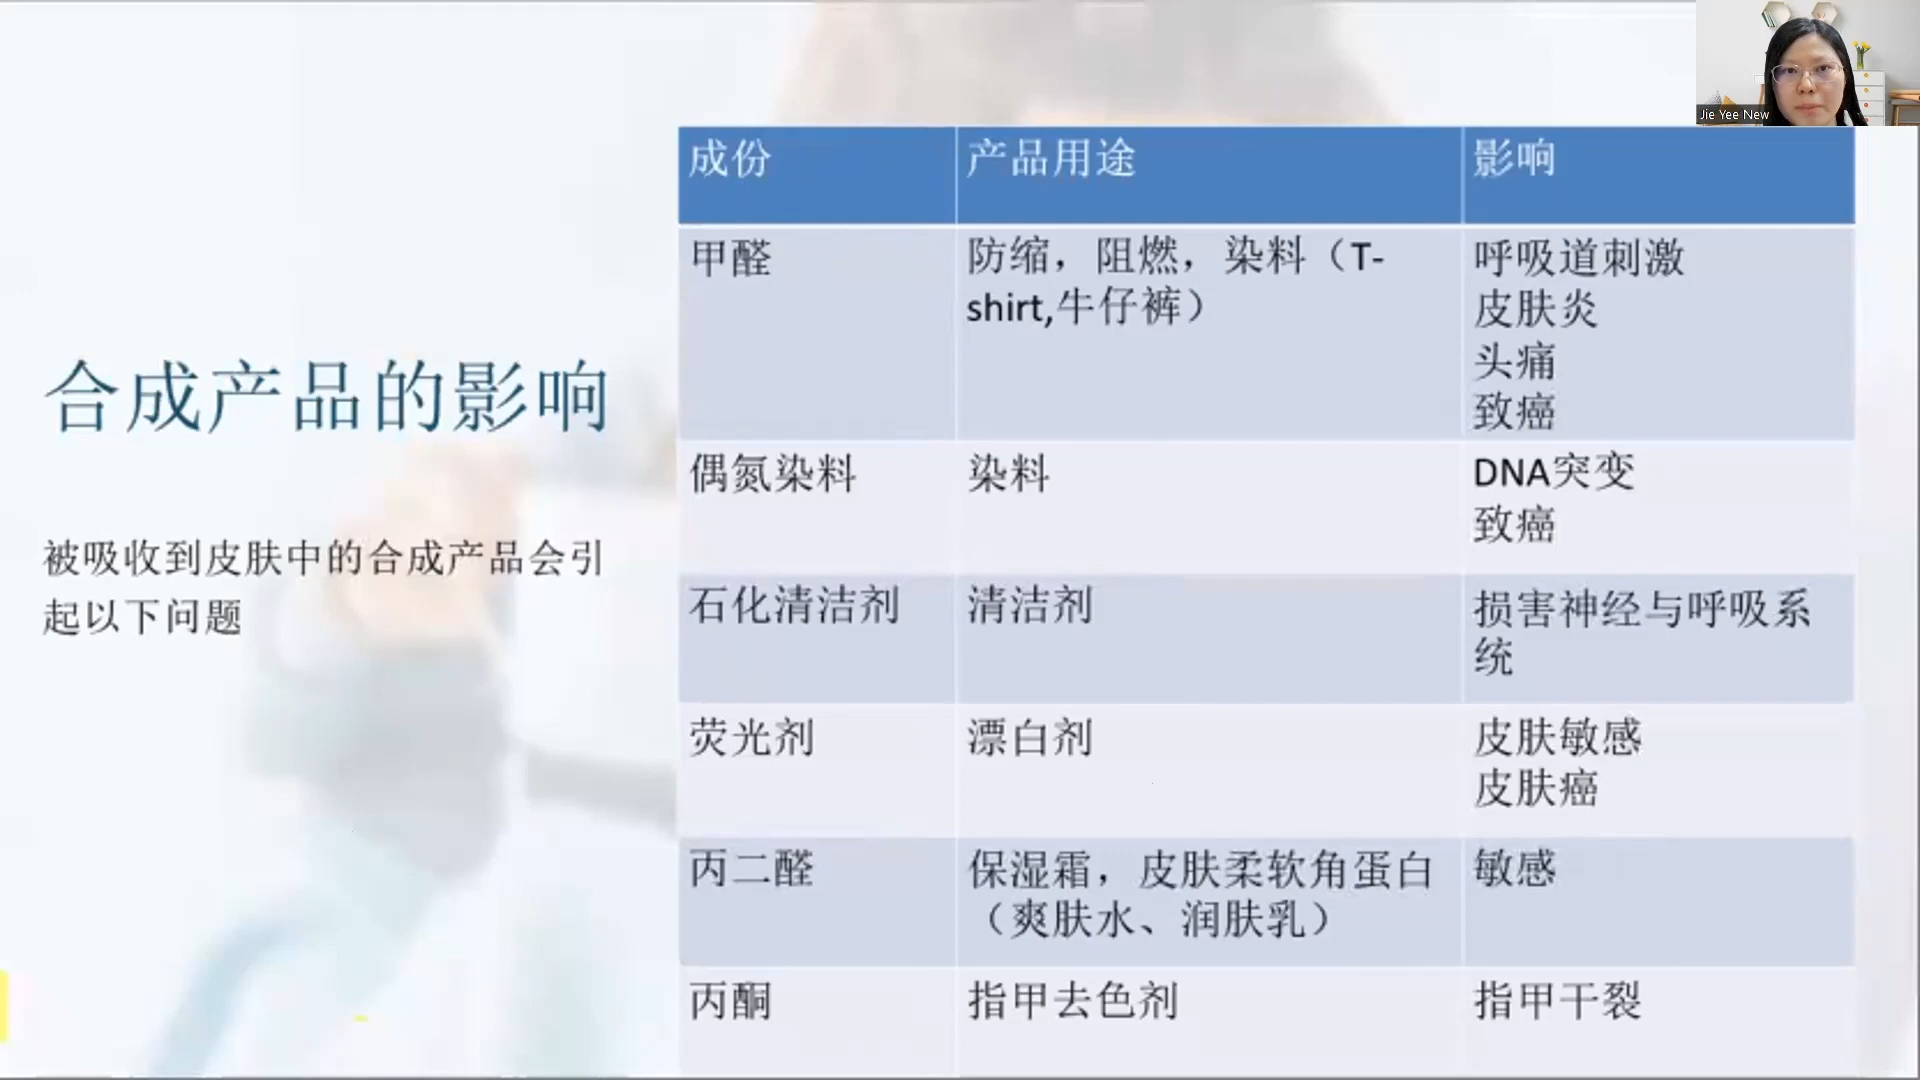 Jie Yee New
合成产品的影响
被吸收到皮肤中的合成产品会引
起以下问题
成份 产品用途 影响
甲醛 防缩，阻燃，染料（T-
shirt,牛仔裤）
呼吸道刺激
皮肤炎
头痛
致癌
偶氮染料 染料 DNA突变
致癌
石化清洁剂 清洁剂 损害神经与呼吸系
统
荧光剂 漂白剂 皮肤敏感
皮肤癌
丙二醛 保湿霜，皮肤柔软角蛋白
（爽肤水、润肤乳）
敏感
丙酮 指甲去色剂 指甲干裂